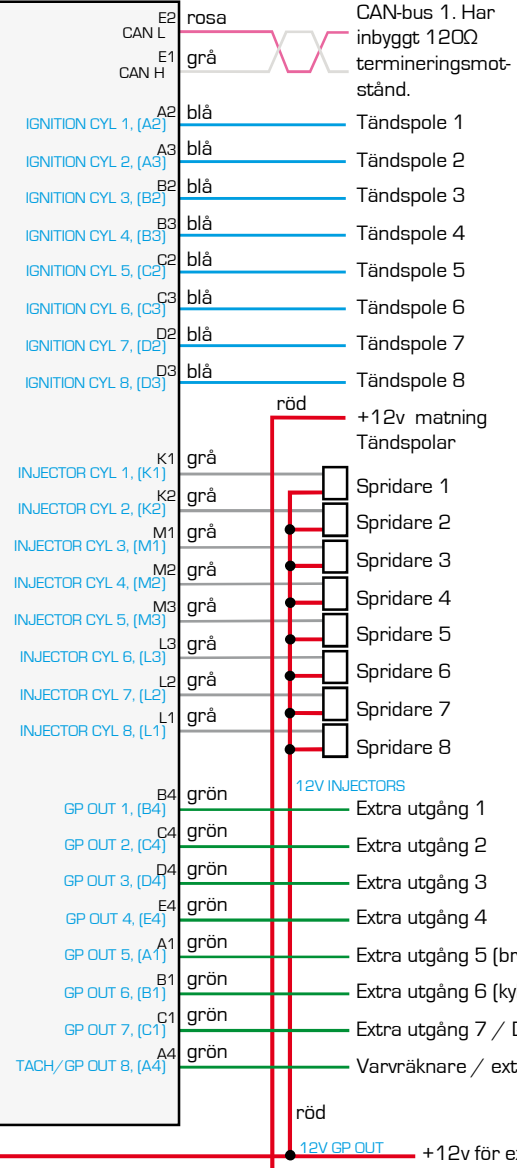 E2 rosa
CAN L
CAN-bus 1. Har
inbyggt 120Ω
termineringsmot-
stånd.
E1 grå
CAN H
A2 blå
IGNITION CYL 1, (A2) Tändspole 1
A3 blå
IGNITION CYL 2, (A3) Tändspole 2
B2 blå
IGNITION CYL 3, (B2) Tändspole 3
B3 blå
IGNITION CYL 4, (B3) Tändspole 4
C2 blå
IGNITION CYL 5, (C2) Tändspole 5
C3 blå
IGNITION CYL 6, (C3) Tändspole 6
D2 blå
IGNITION CYL 7, (D2) Tändspole 7
D3 blå
IGNITION CYL 8, (D3) Tändspole 8
röd
+12v matning
Tändspolar
K1 grå
INJECTOR CYL 1, (K1) Spridare 1
K2 grå
INJECTOR CYL 2, (K2) Spridare 2
M1 grå
INJECTOR CYL 3, (M1) Spridare 3
M2 grå
INJECTOR CYL 4, (M2) Spridare 4
M3 grå
INJECTOR CYL 5, (M3) Spridare 5
L3 grå
INJECTOR CYL 6, (L3) Spridare 6
L2 grå
INJECTOR CYL 7, (L2) Spridare 7
L1 grå
INJECTOR CYL 8, (L1) Spridare 8
12V INJECTORS
B4 grön
GP OUT 1, (B4) Extra utgång 1
C4 grön
GP OUT 2, (C4) Extra utgång 2
D4 grön
GP OUT 3, (D4) Extra utgång 3
E4 grön
GP OUT 4, (E4) Extra utgång 4
A1 grön
GP OUT 5, (A1) Extra utgång 5 (br
B1 grön
GP OUT 6, (B1) Extra utgång 6 (ky
C1 grön
GP OUT 7, (C1) Extra utgång 7 /
A4 grön
TACH/GP OUT 8, (A4) Varvräknare / ext
röd
12V GP OUT +12v för e